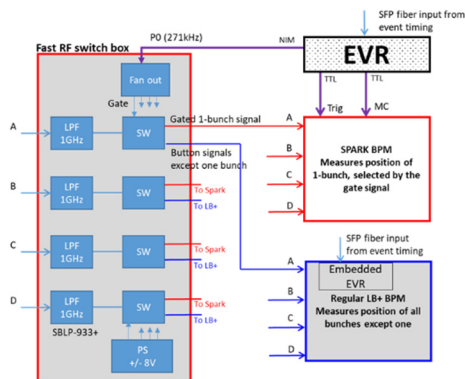 SFP fiber input from
event timing
P0 (271kHz)
NIM
EVR
Fast RF switch box
Fan out
TTL
TTL
Gate
Trig
MC
Gated 1-bunch signal
A
LPF
1GHz
SW
A
Button signals
except one bunch
SPARK BPM
Measures position of
1-bunch, selected by the
gate signal
B
C
D
B
LPF
1GHz
SW
To Spark
To LB+
C
LPF
1GHz
SW
To Spark
To LB+
SFP fiber input
from event timing
A
Embedded
EVR
Regular LB+ BPM
Measures position of all
bunches except one
B
C
D
D
LPF
1GHz
SW
To Spark
To LB+
SBLP-933+
PS
+/- 8V